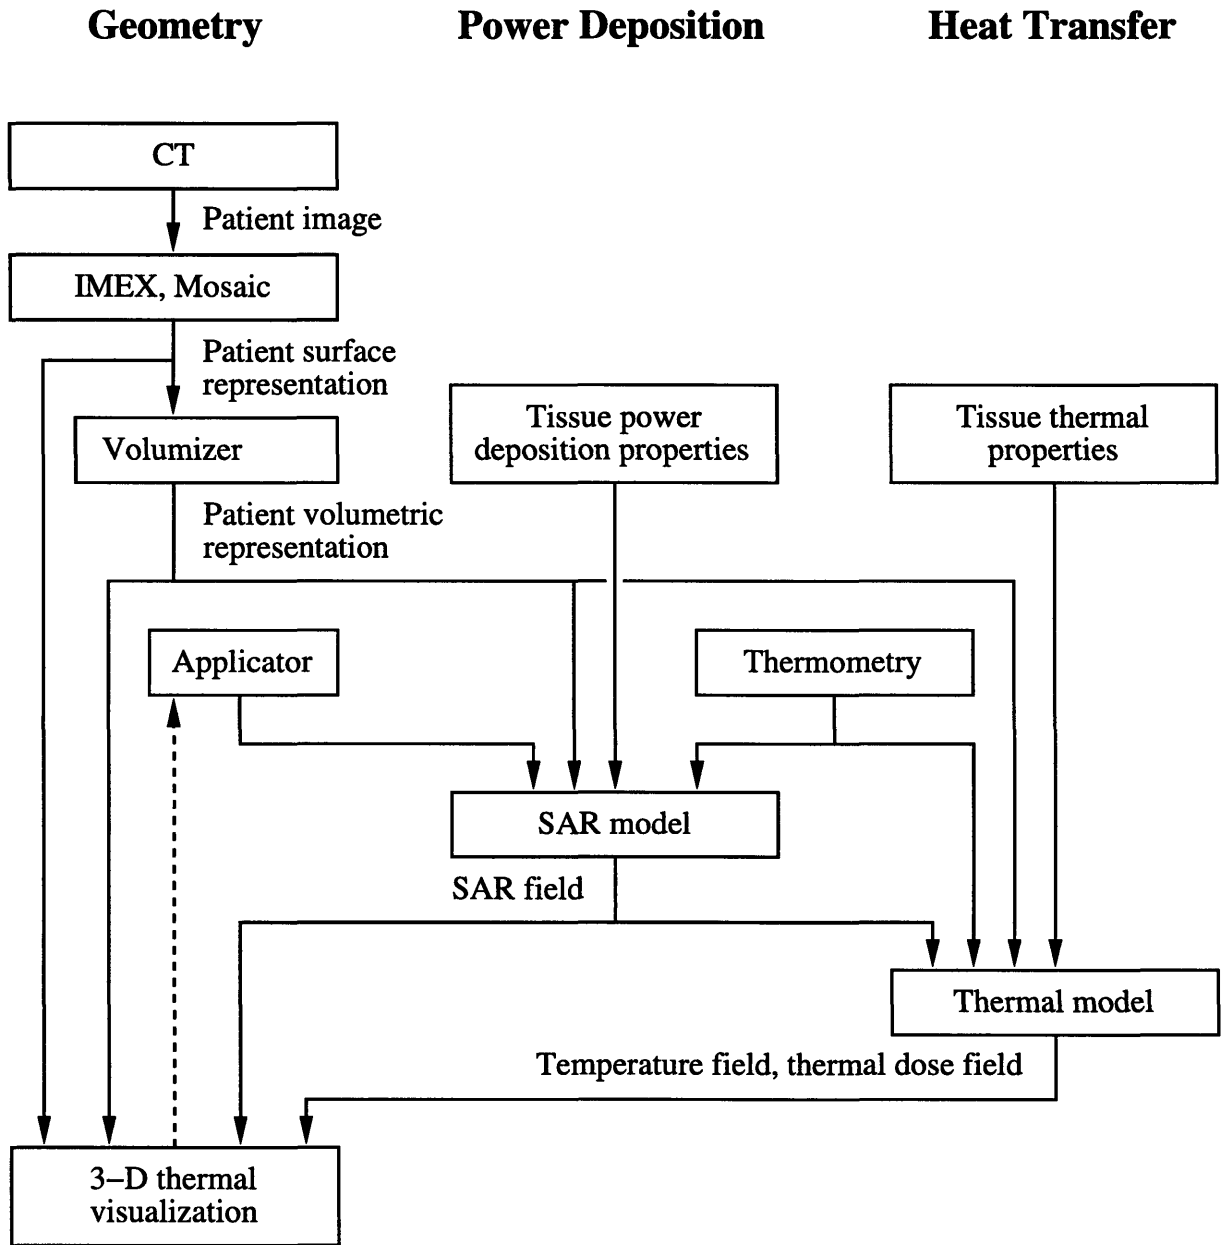 Geometry
Power Deposition
Heat Transfer
CT
Patient image
IMEX, Mosaic
Patient surface
representation
Volumizer
Tissue power
deposition properties
Tissue thermal
properties
Patient volumetric
representation
Applicator
Thermometry
SAR model
SAR field
Thermal model
Temperature field, thermal dose field
3–D thermal
visualization